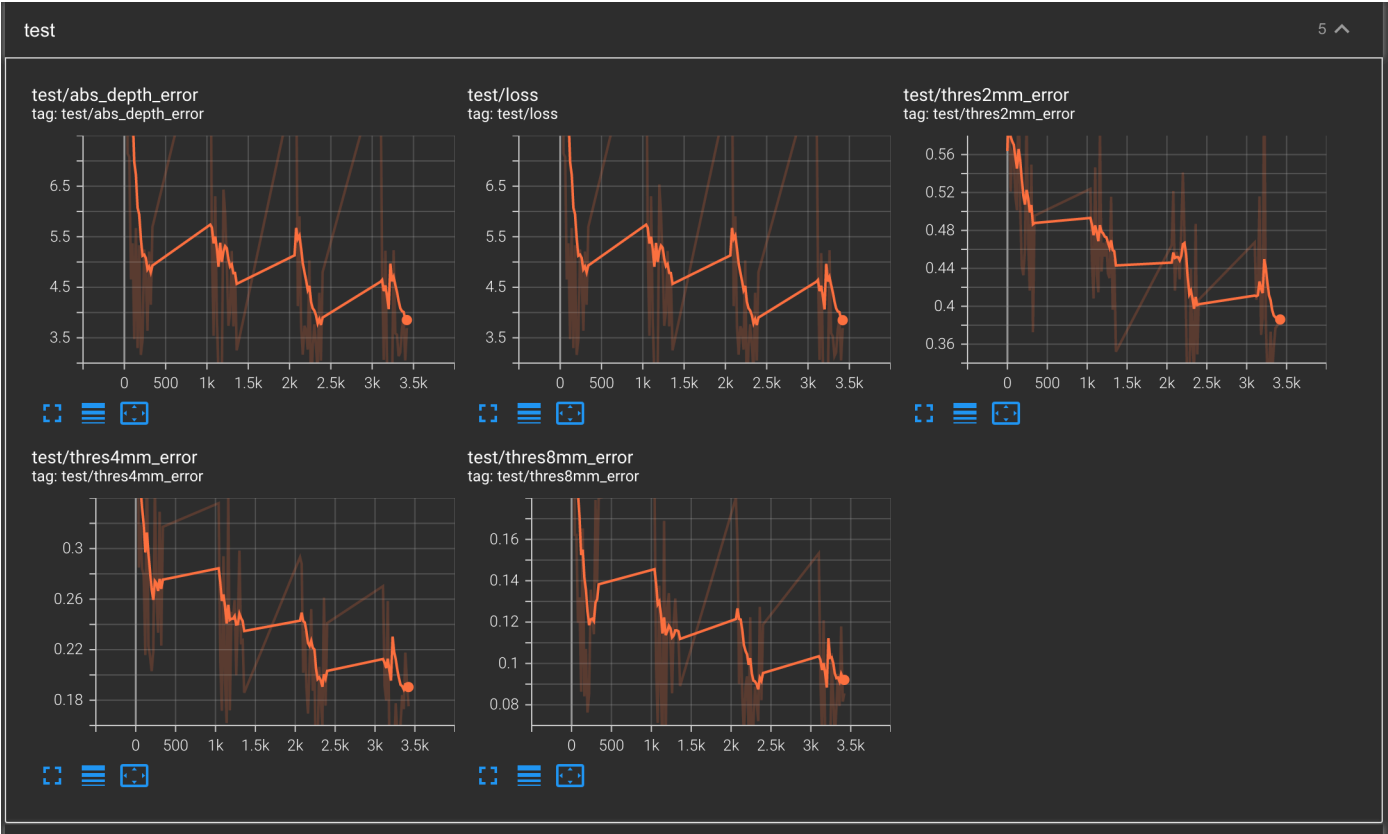 test 5
test/abs_depth_error
tag: test/abs_depth_error
6.5
5.5
4.5
3.5
0 500 1k 1.5k 2k 2.5k 3k 3.5k
test/loss
tag: test/loss
6.5
5.5
4.5
3.5
0 500 1k 1.5k 2k 2.5k 3k 3.5k
test/thres2mm_error
tag: test/thres2mm_error
0.56
0.52
0.48
0.44
0.4
0.36
0 500 1k 1.5k 2k 2.5k 3k 3.5k
test/thres4mm_error
tag: test/thres4mm_error
0.3
0.26
0.22
0.18
0 500 1k 1.5k 2k 2.5k 3k 3.5k
test/thres8mm_error
tag: test/thres8mm_error
0.16
0.14
0.12
0.1
0.08
0 500 1k 1.5k 2k 2.5k 3k 3.5k